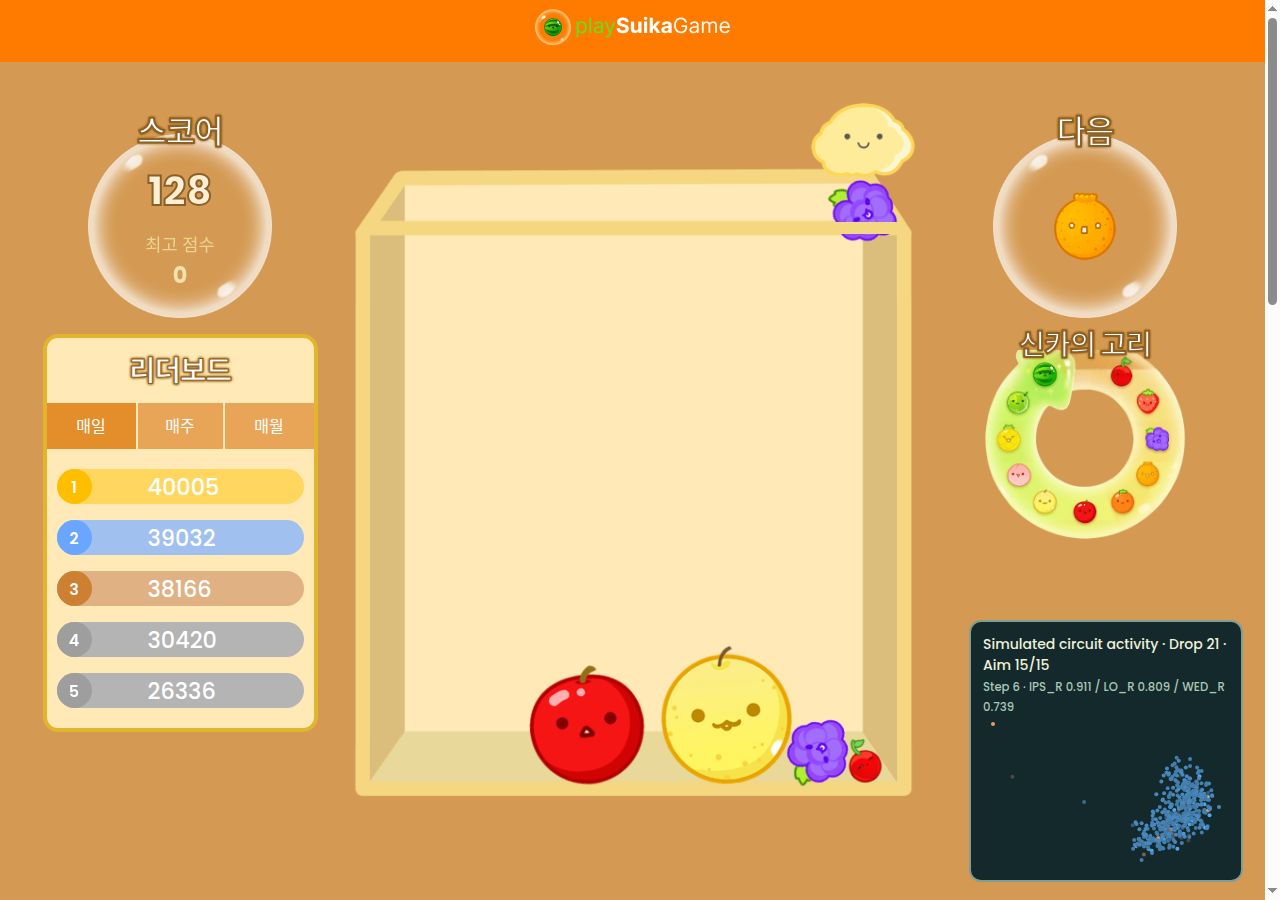 playSuikaGame
스코어
128
최고 점수
0
리더보드
매일 매주 매월
1 40005
2 39032
3 38166
4 30420
5 26336
다음
신카의 고리
Simulated circuit activity · Drop 21 ·
Aim 15/15
Step 6 · IPS_R 0.911 / LO_R 0.809 / WED_R
0.739